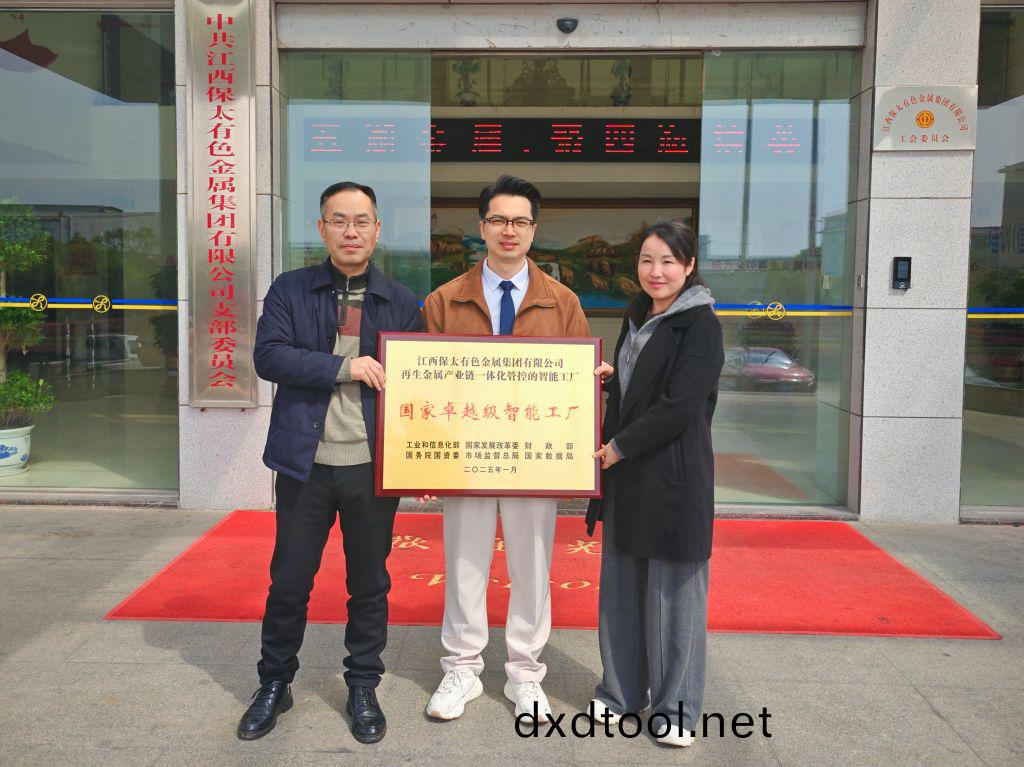 中共江西保太有色金属集团有限公司支部委员会
江西保太有色金属集团有限公司
工会委员会
江西保太有色金属集团有限公司
再生金属产业链一体化管控的智能工厂
国家卓越级智能工厂
工业和信息化部 国家发展改革委 财政部
国务院国资委 市场监督总局 国家数据局
二〇二五年一月
dxdtool.net